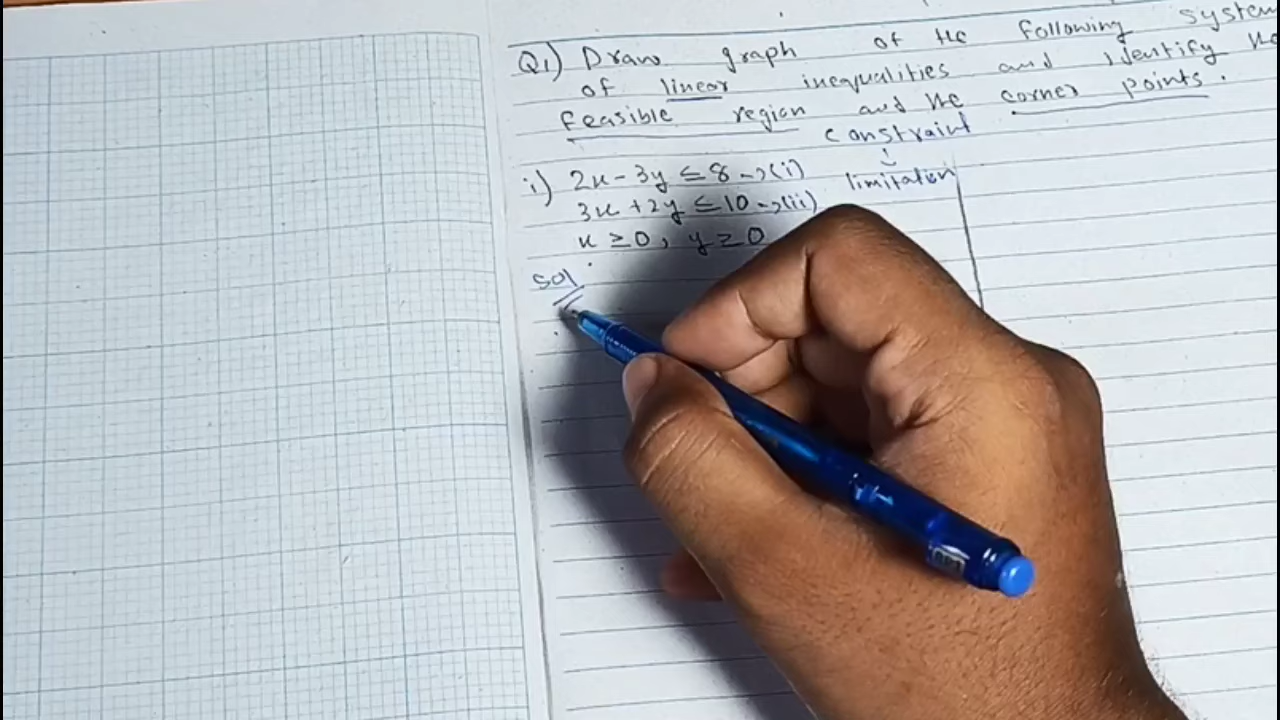 Q1) Draw graph of the following system
of linear inequalities and identify the
feasible region and the corner points.
constraint
↓
limitation
i) 2x - 3y ≤ 8 → (i)
3x + 2y ≤ 10 → (ii)
x ≥ 0, y ≥ 0
Sol